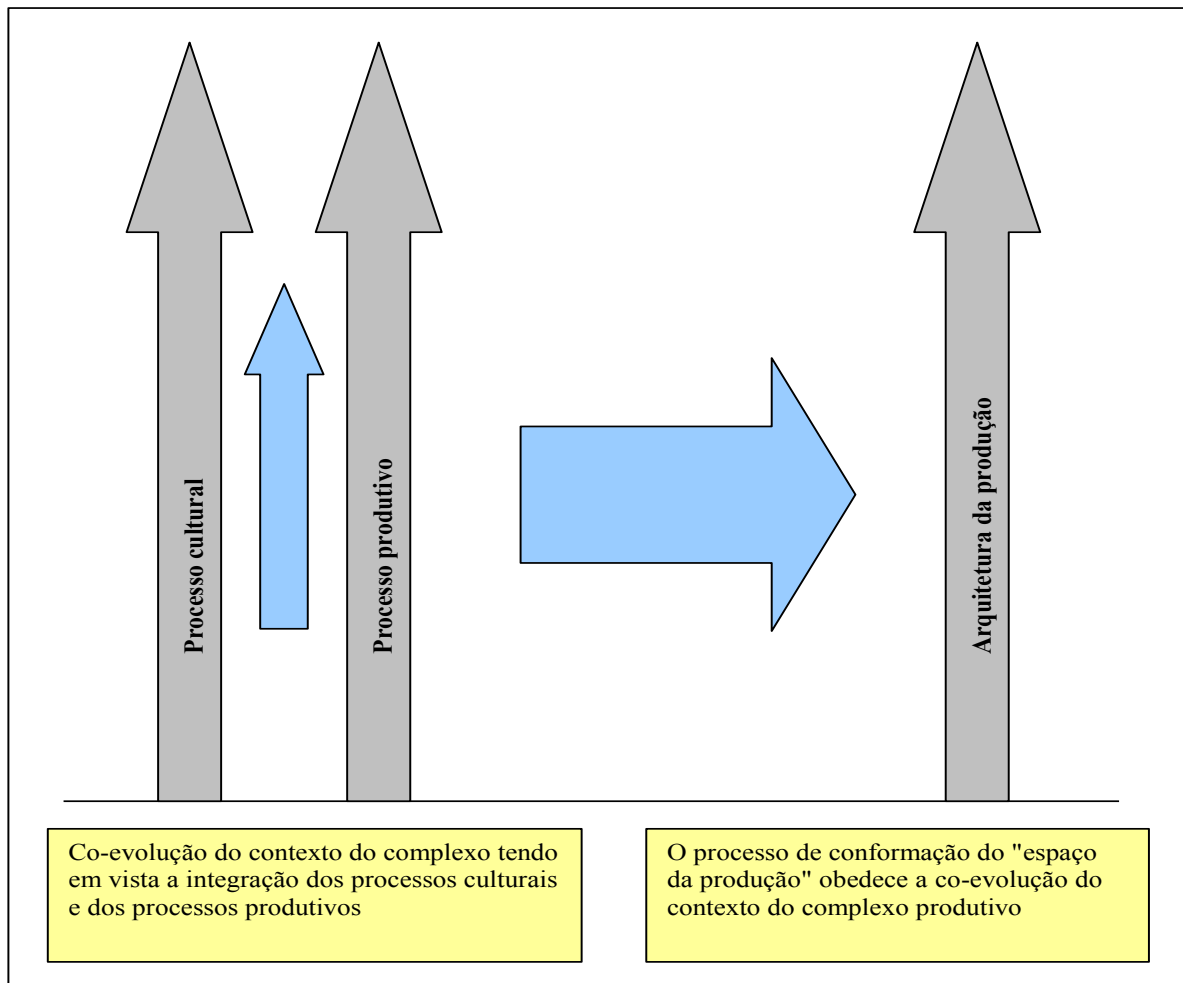 Processo cultural
Processo produtivo
Arquitetura da produção
Co-evolução do contexto do complexo tendo
em vista a integração dos processos culturais
e dos processos produtivos
O processo de conformação do "espaço
da produção" obedece a co-evolução do
contexto do complexo produtivo